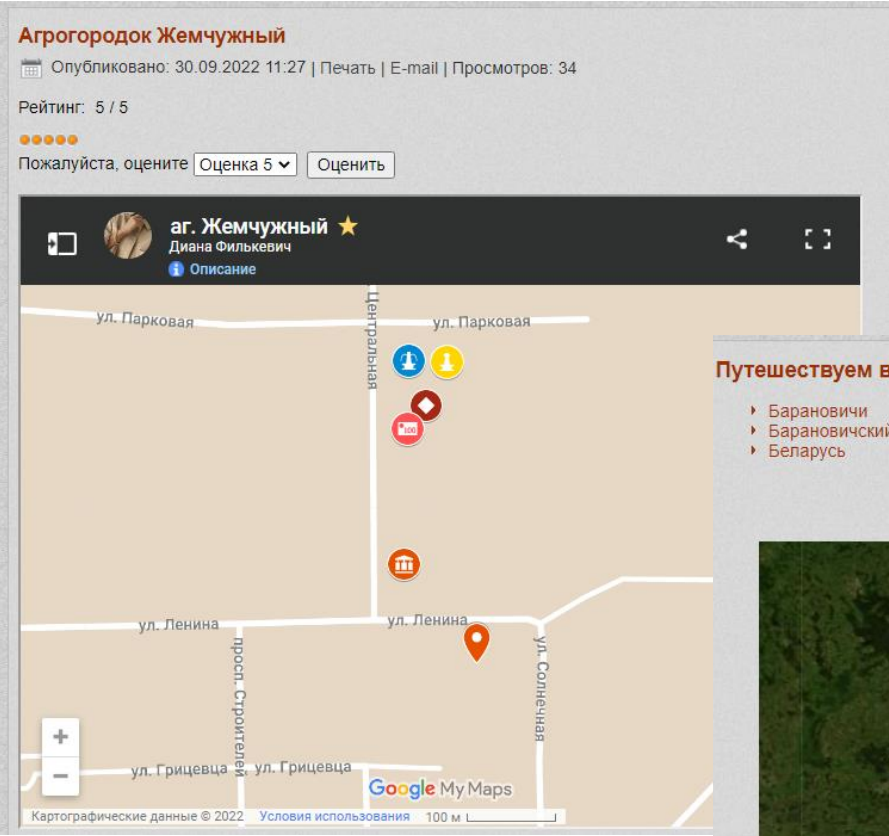 Агрогородок Жемчужный
Опубликовано: 30.09.2022 11:27 | Печать | E-mail | Просмотров: 34
Рейтинг: 5 / 5
Пожалуйста, оцените Оценка 5 Оценить
аг. Жемчужный
Диана Филькевич
Описание
ул. Парковая
Центральная
ул. Парковая
100
ул. Ленина
ул. Ленина
просп. Строителей
ул. Солнечная
ул. Грицевца
ул. Грицевца
+
−
Google My Maps
Картографические данные © 2022 Условия использования 100 м
Путешествуем в
Барановичи
Барановичский
Беларусь